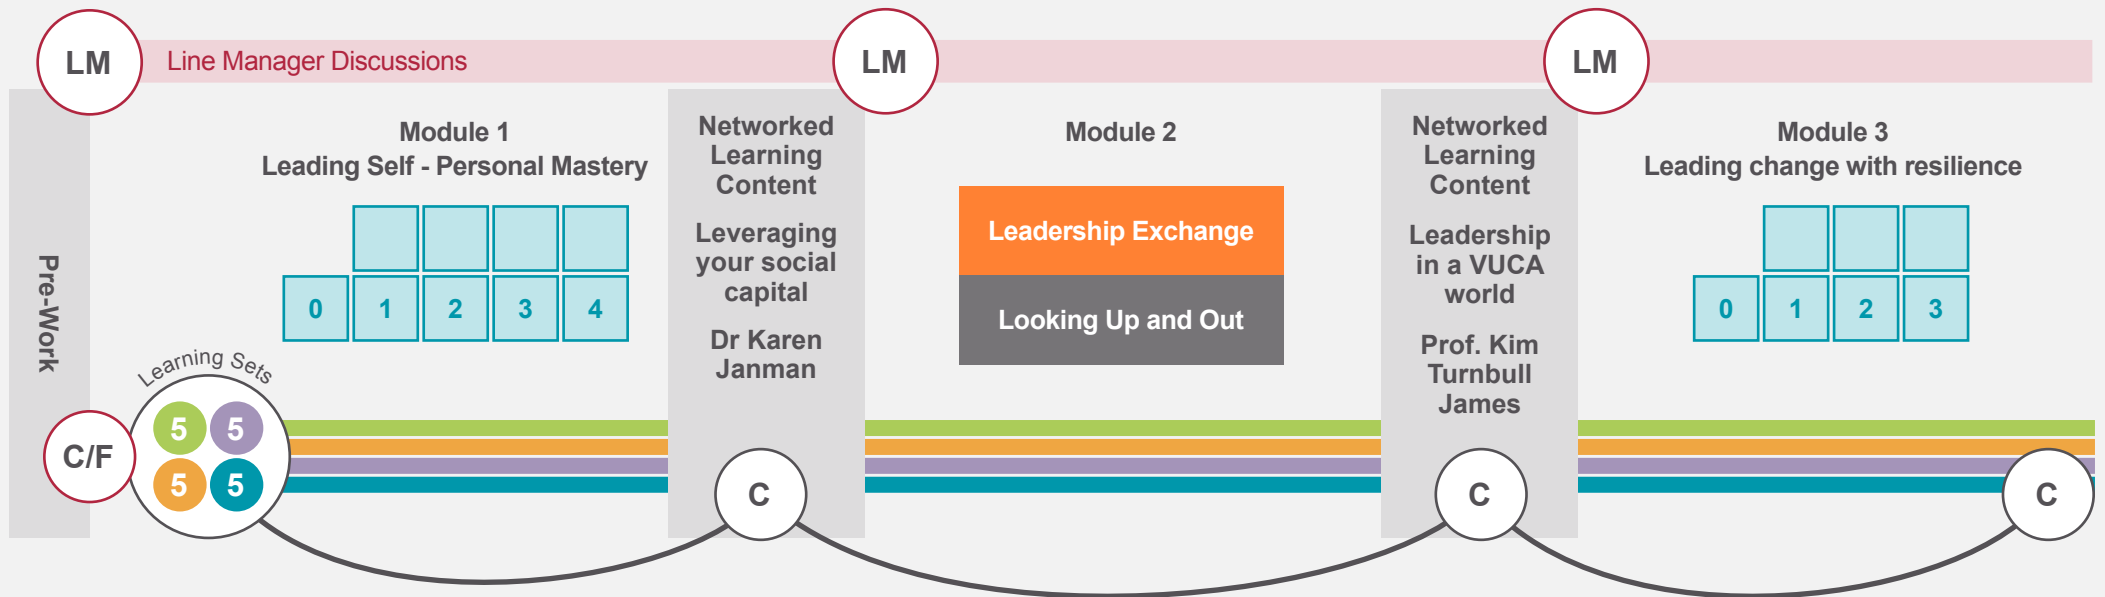 LM
Line Manager Discussions
LM
LM
Pre-Work
Module 1
Leading Self - Personal Mastery
0 1 2 3 4
Learning Sets
5 5
5 5
C/F
Networked
Learning
Content
Leveraging
your social
capital
Dr Karen
Janman
C
Module 2
Leadership Exchange
Looking Up and Out
Networked
Learning
Content
Leadership
in a VUCA
world
Prof. Kim
Turnbull
James
C
Module 3
Leading change with resilience
0 1 2 3
C